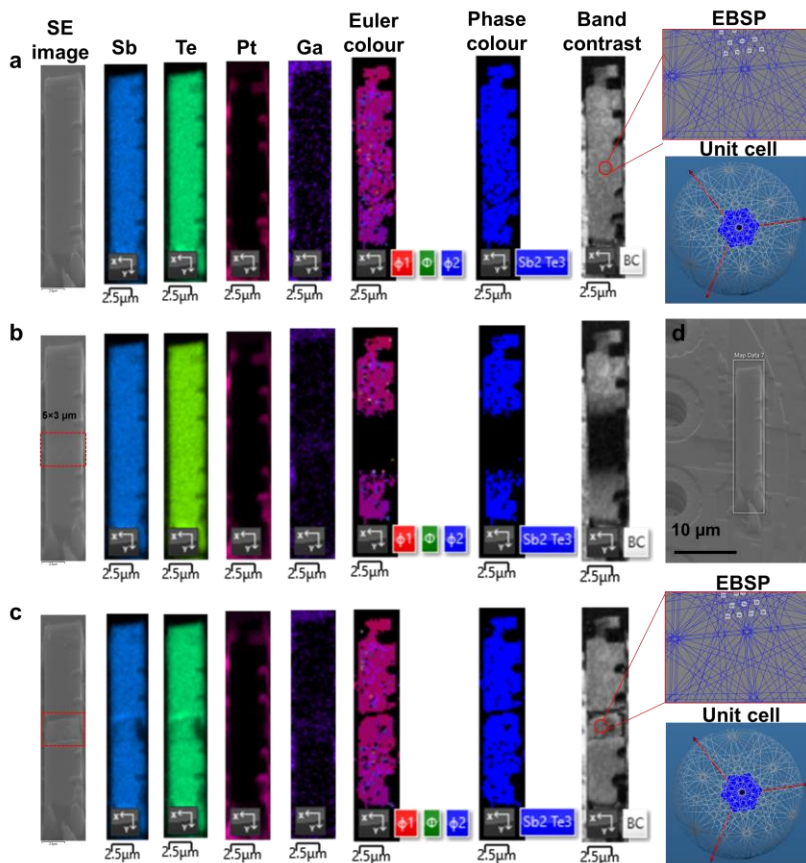 SE image
Sb
Te
Pt
Ga
Euler colour
Phase colour
Band contrast
EBSP
a
Unit cell
X
Y
X
Y
X
Y
X
Y
X
Y
ϕ1
Φ
ϕ2
X
Y
Sb2 Te3
X
Y
BC
2.5μm
2.5μm
2.5μm
2.5μm
2.5μm
2.5μm
2.5μm
b
d
Map Data 7
5×3 μm
X
Y
X
Y
X
Y
X
Y
X
Y
ϕ1
Φ
ϕ2
X
Y
Sb2 Te3
X
Y
BC
10 μm
2.5μm
2.5μm
2.5μm
2.5μm
2.5μm
2.5μm
2.5μm
EBSP
c
Unit cell
X
Y
X
Y
X
Y
X
Y
X
Y
ϕ1
Φ
ϕ2
X
Y
Sb2 Te3
X
Y
BC
2.5μm
2.5μm
2.5μm
2.5μm
2.5μm
2.5μm
2.5μm